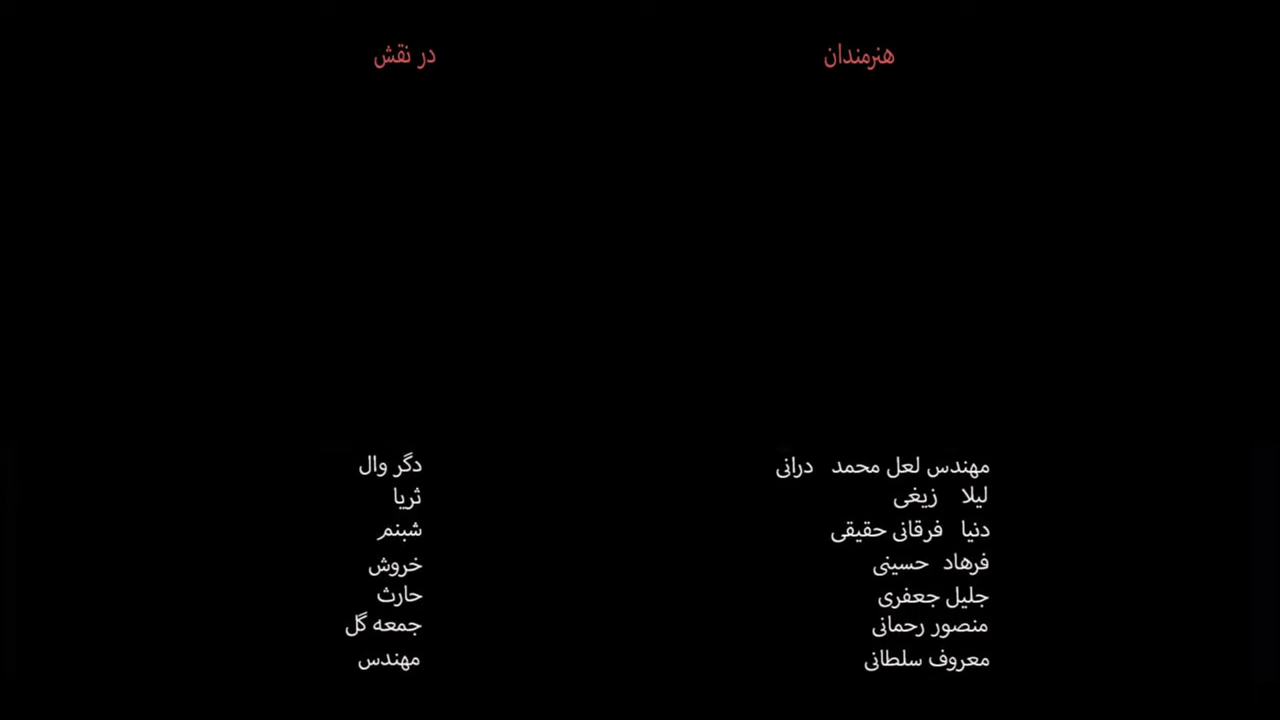 هنرمندان در نقش
مهندس لعل محمد درانی دگر وال
لیلا زیغی ثریا
دنیا فرقانی حقیقی شبنم
فرهاد حسینی خروش
جلیل جعفری حارث
منصور رحمانی جمعه گل
معروف سلطانی مهندس